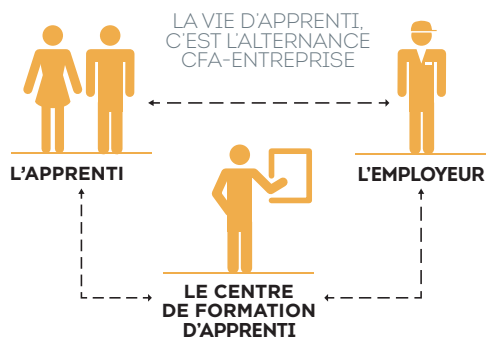 LA VIE D'APPRENTI,
C'EST L'ALTERNANCE
CFA-ENTREPRISE
L'APPRENTI
L'EMPLOYEUR
LE CENTRE
DE FORMATION
D'APPRENTI